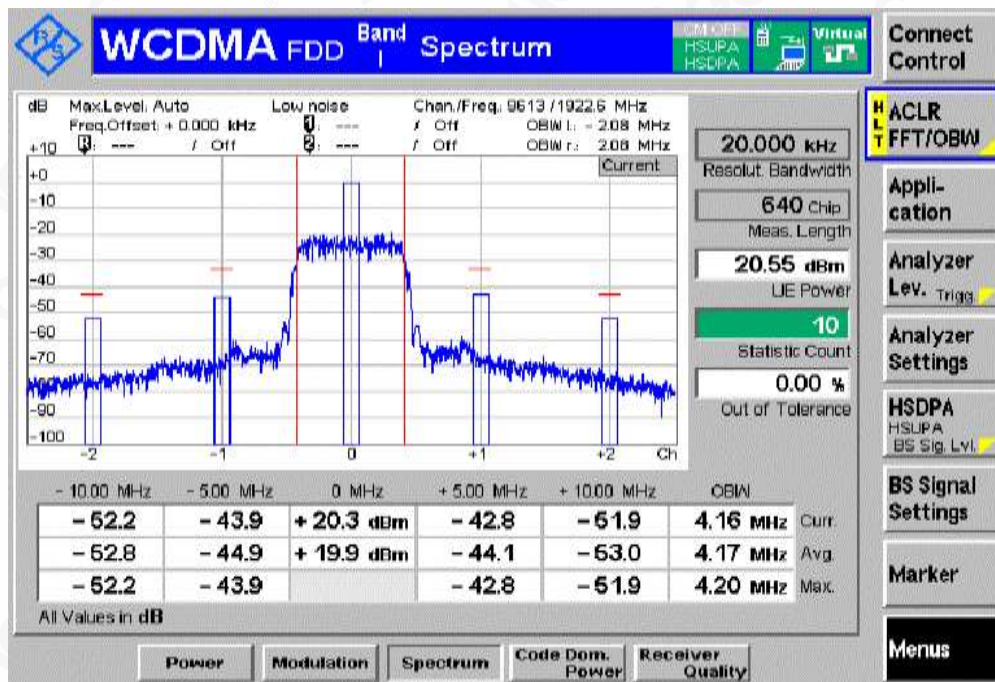 R&S
WCDMA FDD Band I Spectrum
CM OFF
HSUPA
HSDPA
Virtual
Connect
Control
dB Max.Level: Auto Low noise Chan./Freq.: 9613 /1922.6 MHz
Freq.Offset: + 0.000 kHz 1: --- / Off OBW l.: - 2.08 MHz
R: --- / Off 2: --- / Off OBW r.: 2.08 MHz
+10
+0
-10
-20
-30
-40
-50
-60
-70
-80
-90
-100
Current
-2 -1 0 +1 +2 Ch
20.000 kHz
Resolut. Bandwidth
640 Chip
Meas. Length
20.55 dBm
UE Power
10
Statistic Count
0.00 %
Out of Tolerance
- 10.00 MHz - 5.00 MHz 0 MHz + 5.00 MHz + 10.00 MHz OBW
- 52.2 - 43.9 + 20.3 dBm - 42.8 - 51.9 4.16 MHz Curr.
- 52.8 - 44.9 + 19.9 dBm - 44.1 - 53.0 4.17 MHz Avg.
- 52.2 - 43.9 - 42.8 - 51.9 4.20 MHz Max.
All Values in dB
HLT
ACLR
FFT/OBW
Appli-
cation
Analyzer
Lev. Trigg.
Analyzer
Settings
HSDPA
HSUPA
BS Sig. Lvl.
BS Signal
Settings
Marker
Menus
Power
Modulation
Spectrum
Code Dom.
Power
Receiver
Quality